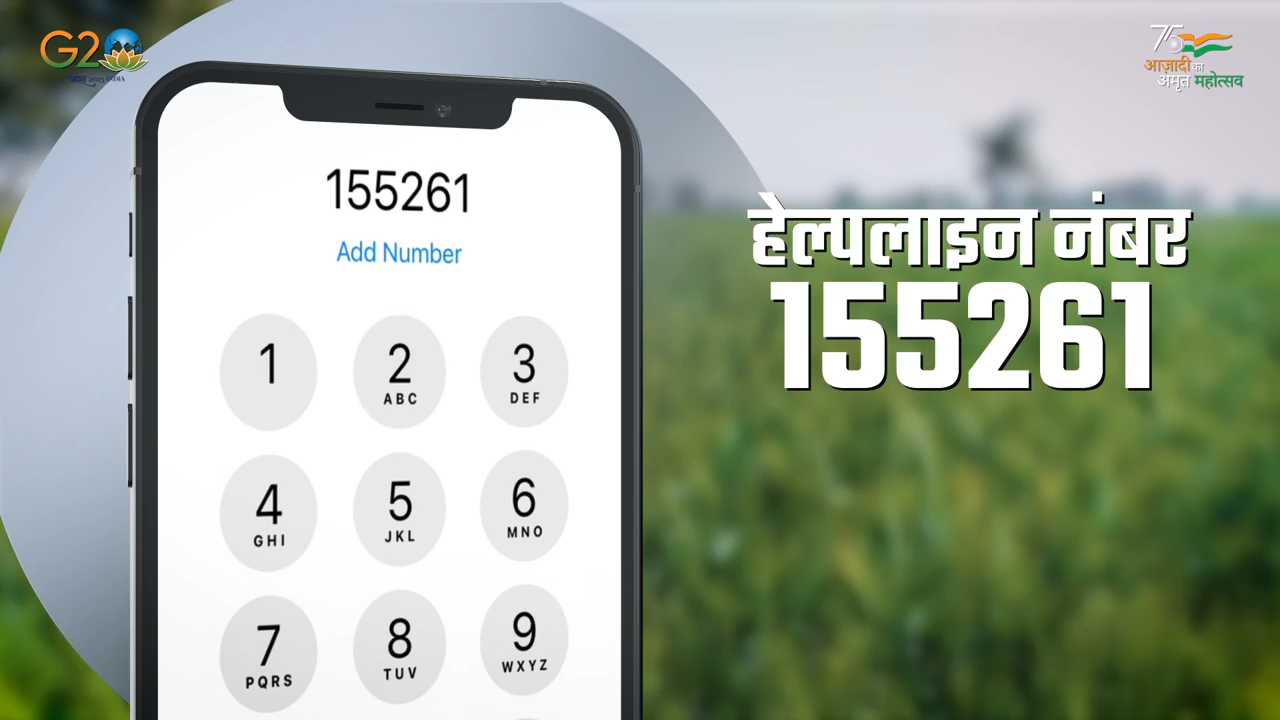 G20
155261
Add Number
1
2
ABC
3
DEF
4
GHI
5
JKL
6
MNO
7
PQRS
8
TUV
9
WXYZ
75
आज़ादी का
अमृत महोत्सव
हेल्पलाइन नंबर
155261